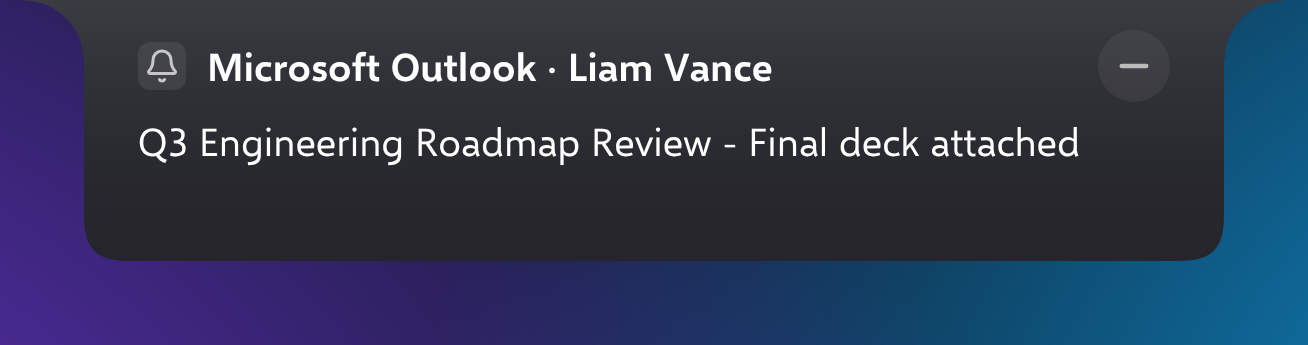 Microsoft Outlook · Liam Vance
Q3 Engineering Roadmap Review - Final deck attached